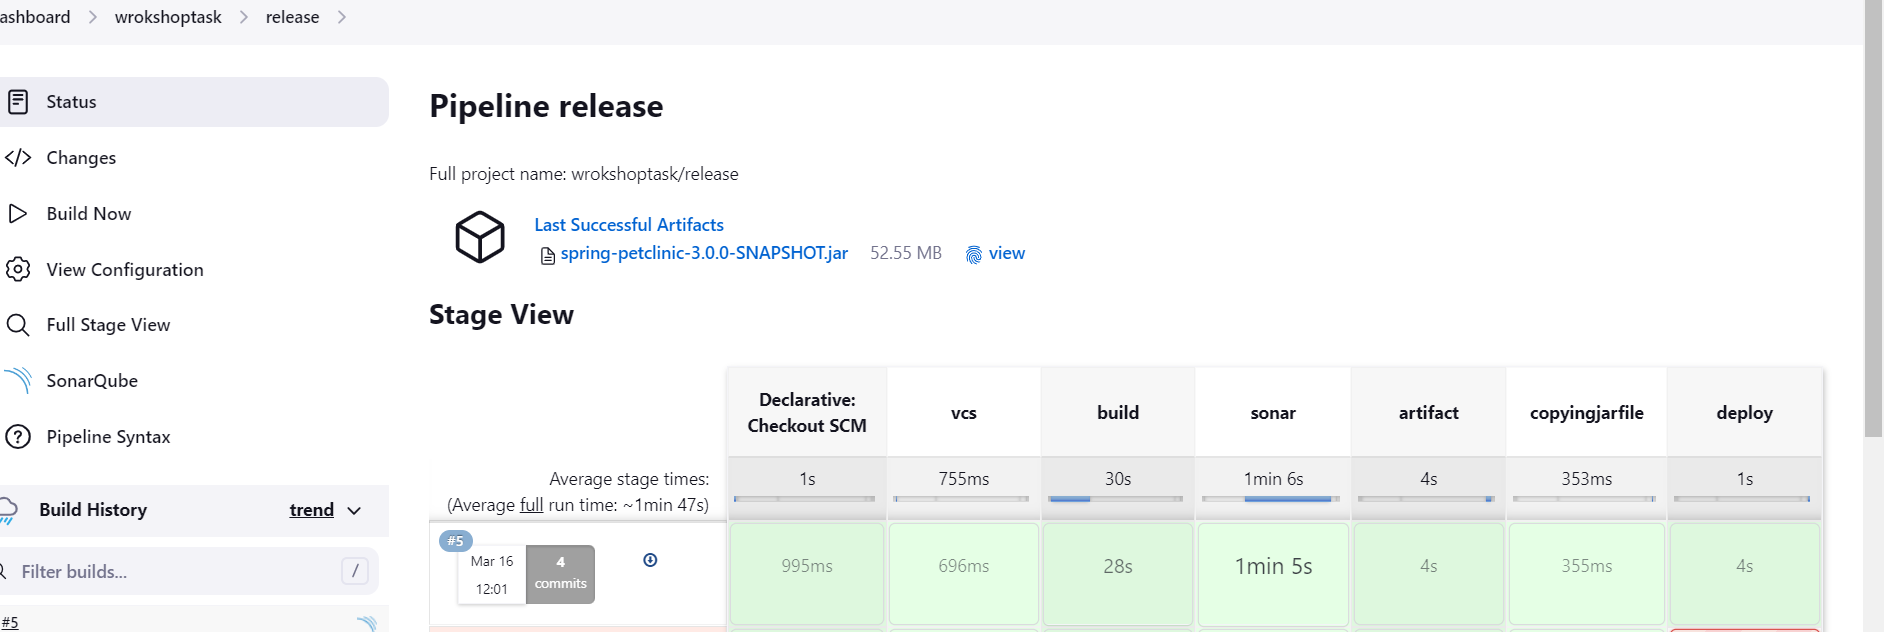 ashboard > wrokshoptask > release >
Status
Changes
Build Now
View Configuration
Full Stage View
SonarQube
Pipeline Syntax
Build History trend
Filter builds... /
#5
Pipeline release
Full project name: wrokshoptask/release
Last Successful Artifacts
spring-petclinic-3.0.0-SNAPSHOT.jar 52.55 MB view
Stage View
Declarative:
Checkout SCM
vcs
build
sonar
artifact
copyingjarfile
deploy
Average stage times:
(Average full run time: ~1min 47s)
1s 755ms 30s 1min 6s 4s 353ms 1s
#5
Mar 16
12:01
4
commits
995ms 696ms 28s 1min 5s 4s 355ms 4s